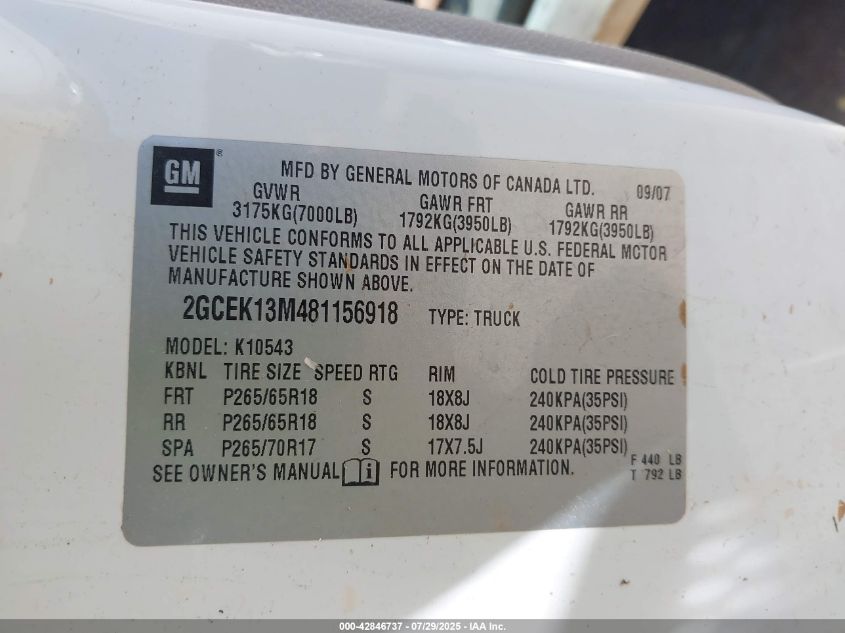 GM ®
MFD BY GENERAL MOTORS OF CANADA LTD. 09/07
GVWR GAWR FRT GAWR RR
3175KG(7000LB) 1792KG(3950LB) 1792KG(3950LB)
THIS VEHICLE CONFORMS TO ALL APPLICABLE U.S. FEDERAL MOTOR
VEHICLE SAFETY STANDARDS IN EFFECT ON THE DATE OF
MANUFACTURE SHOWN ABOVE.
2GCEK13M481156918 TYPE: TRUCK
MODEL: K10543
KBNL TIRE SIZE SPEED RTG RIM COLD TIRE PRESSURE
FRT P265/65R18 S 18X8J 240KPA(35PSI)
RR P265/65R18 S 18X8J 240KPA(35PSI)
SPA P265/70R17 S 17X7.5J 240KPA(35PSI)
F 440 LB
SEE OWNER'S MANUAL i FOR MORE INFORMATION. T 792 LB
000-42846737 - 07/29/2025 - IAA Inc.